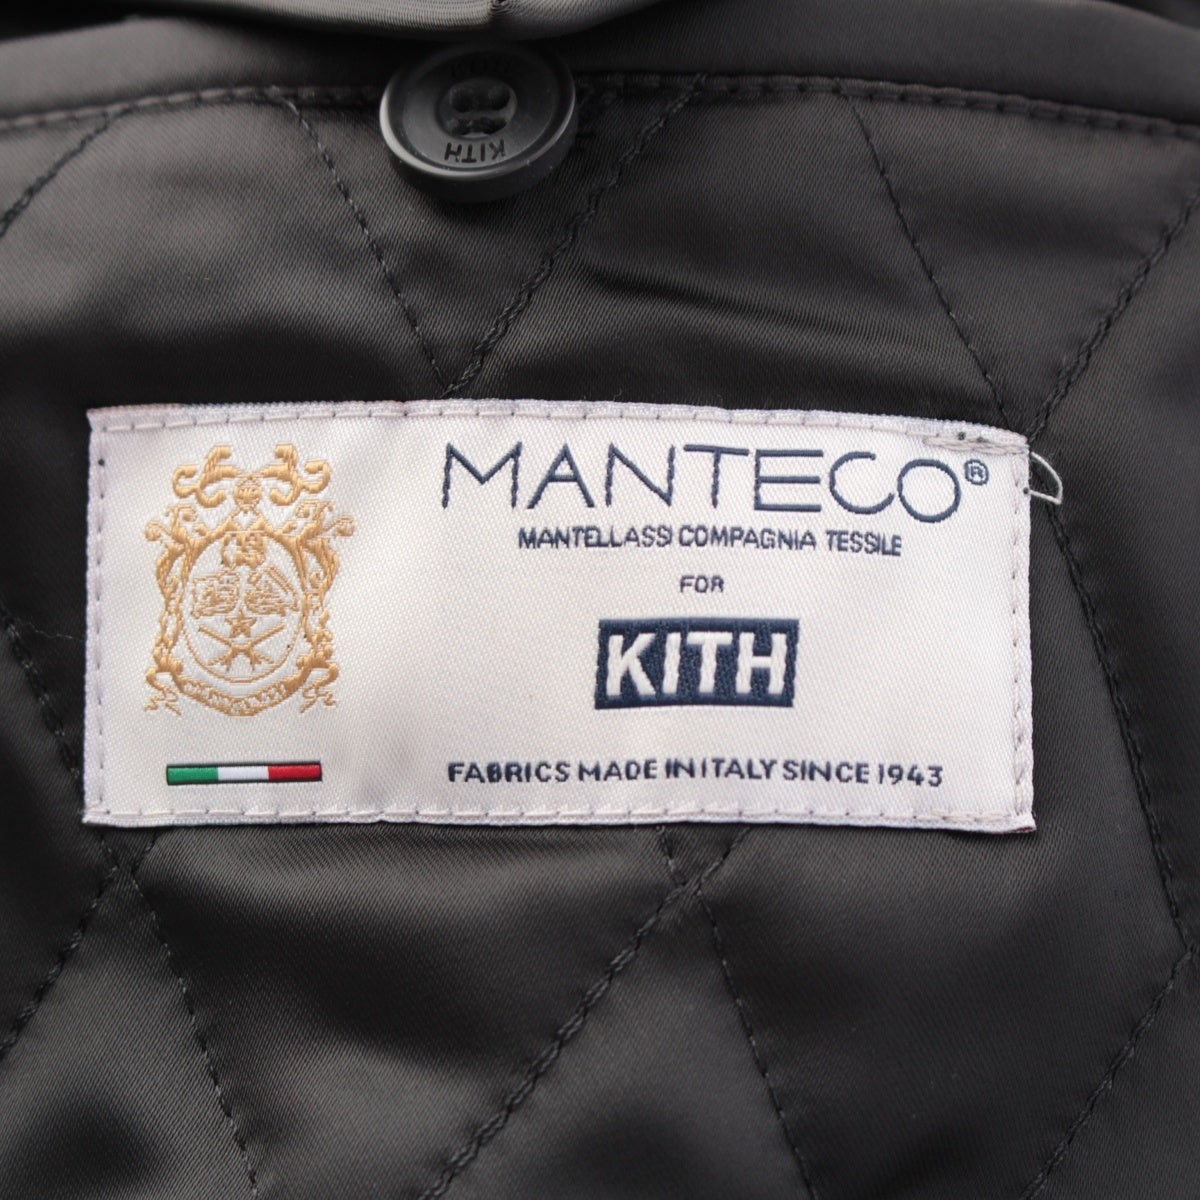 KITH
MANTECO®
MANTELLASSI COMPAGNIA TESSILE
FOR
KITH
FABRICS MADE IN ITALY SINCE 1943